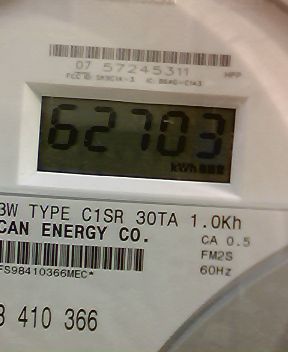 07 57245311
HPP
62703
kWh
3W TYPE C1SR 30TA 1.0Kh
CAN ENERGY CO.
CA 0.5
FM2S
60Hz
FS98410366MEC*
410 366